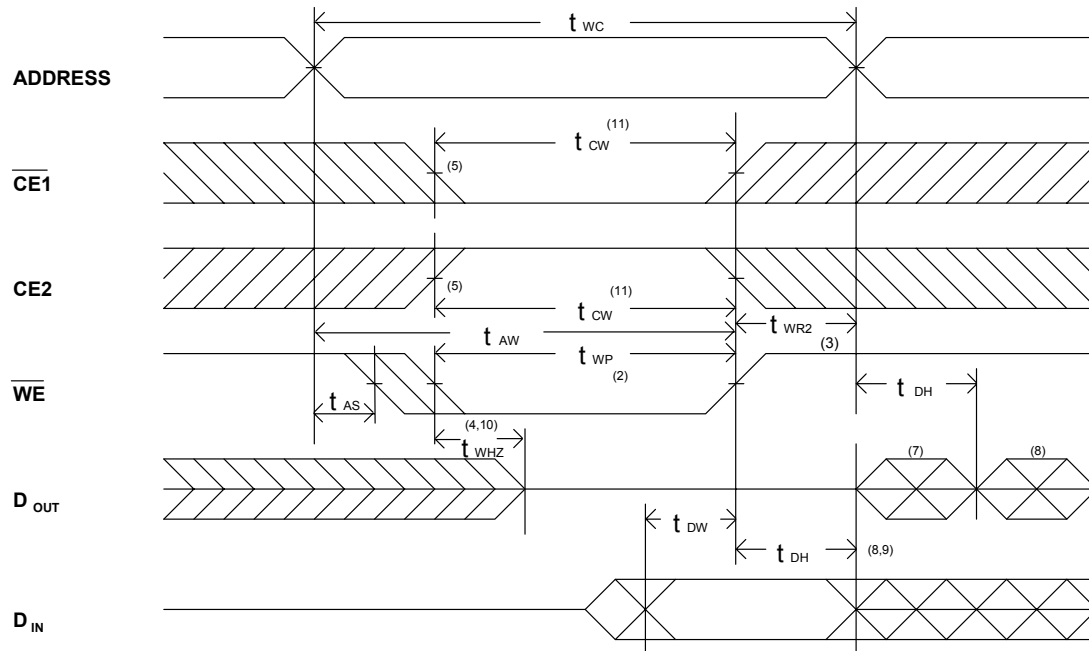 t WC
ADDRESS
t CW (11)
CE1
(5)
CE2
(5)
t CW (11)
t AW
t WR2
t WP (2)
(3)
WE
t AS
t DH
(4,10)
t WHZ
(7)
(8)
D OUT
t DW
t DH
(8,9)
D IN